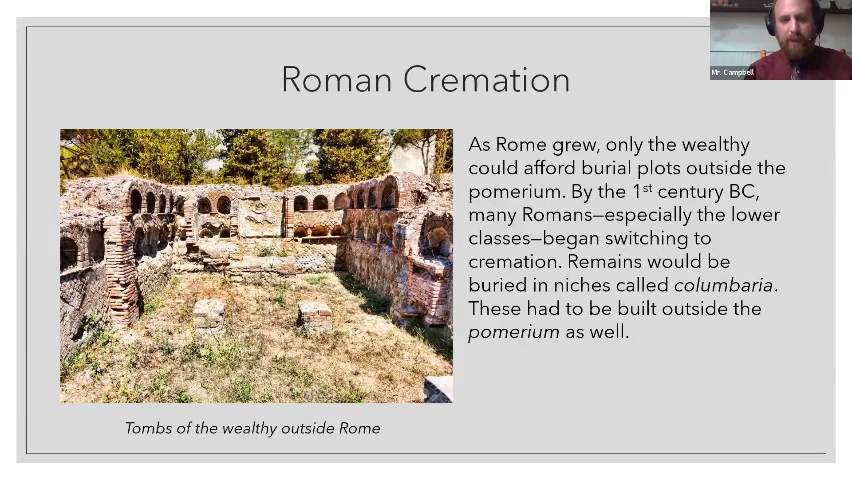 Mr. Campbell
Roman Cremation
As Rome grew, only the wealthy
could afford burial plots outside the
pomerium. By the 1st century BC,
many Romans—especially the lower
classes—began switching to
cremation. Remains would be
buried in niches called columbaria.
These had to be built outside the
pomerium as well.
Tombs of the wealthy outside Rome